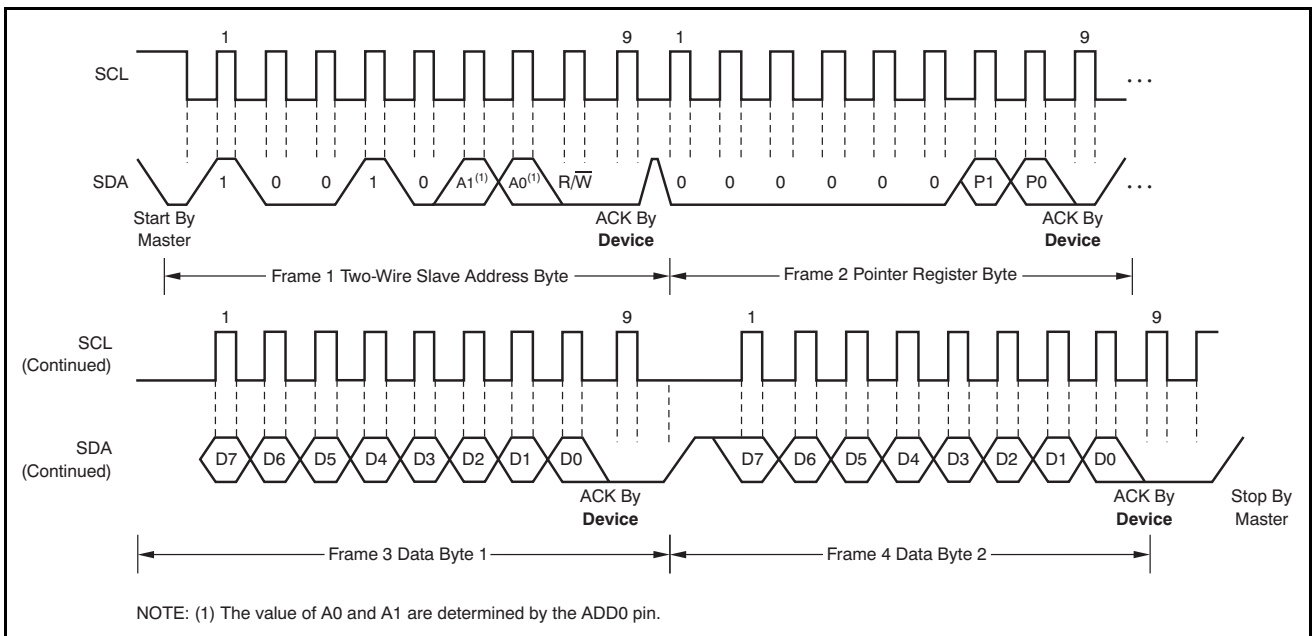 1 9 1 9
SCL ...
SDA 1 0 0 1 0 A1(1) A0(1) R/W 0 0 0 0 0 0 P1 P0 ...
Start By ACK By ACK By
Master Device Device
Frame 1 Two-Wire Slave Address Byte Frame 2 Pointer Register Byte
1 9 1 9
SCL
(Continued)
SDA
(Continued)
D7 D6 D5 D4 D3 D2 D1 D0 D7 D6 D5 D4 D3 D2 D1 D0
ACK By ACK By Stop By
Device Device Master
Frame 3 Data Byte 1 Frame 4 Data Byte 2
NOTE: (1) The value of A0 and A1 are determined by the ADD0 pin.